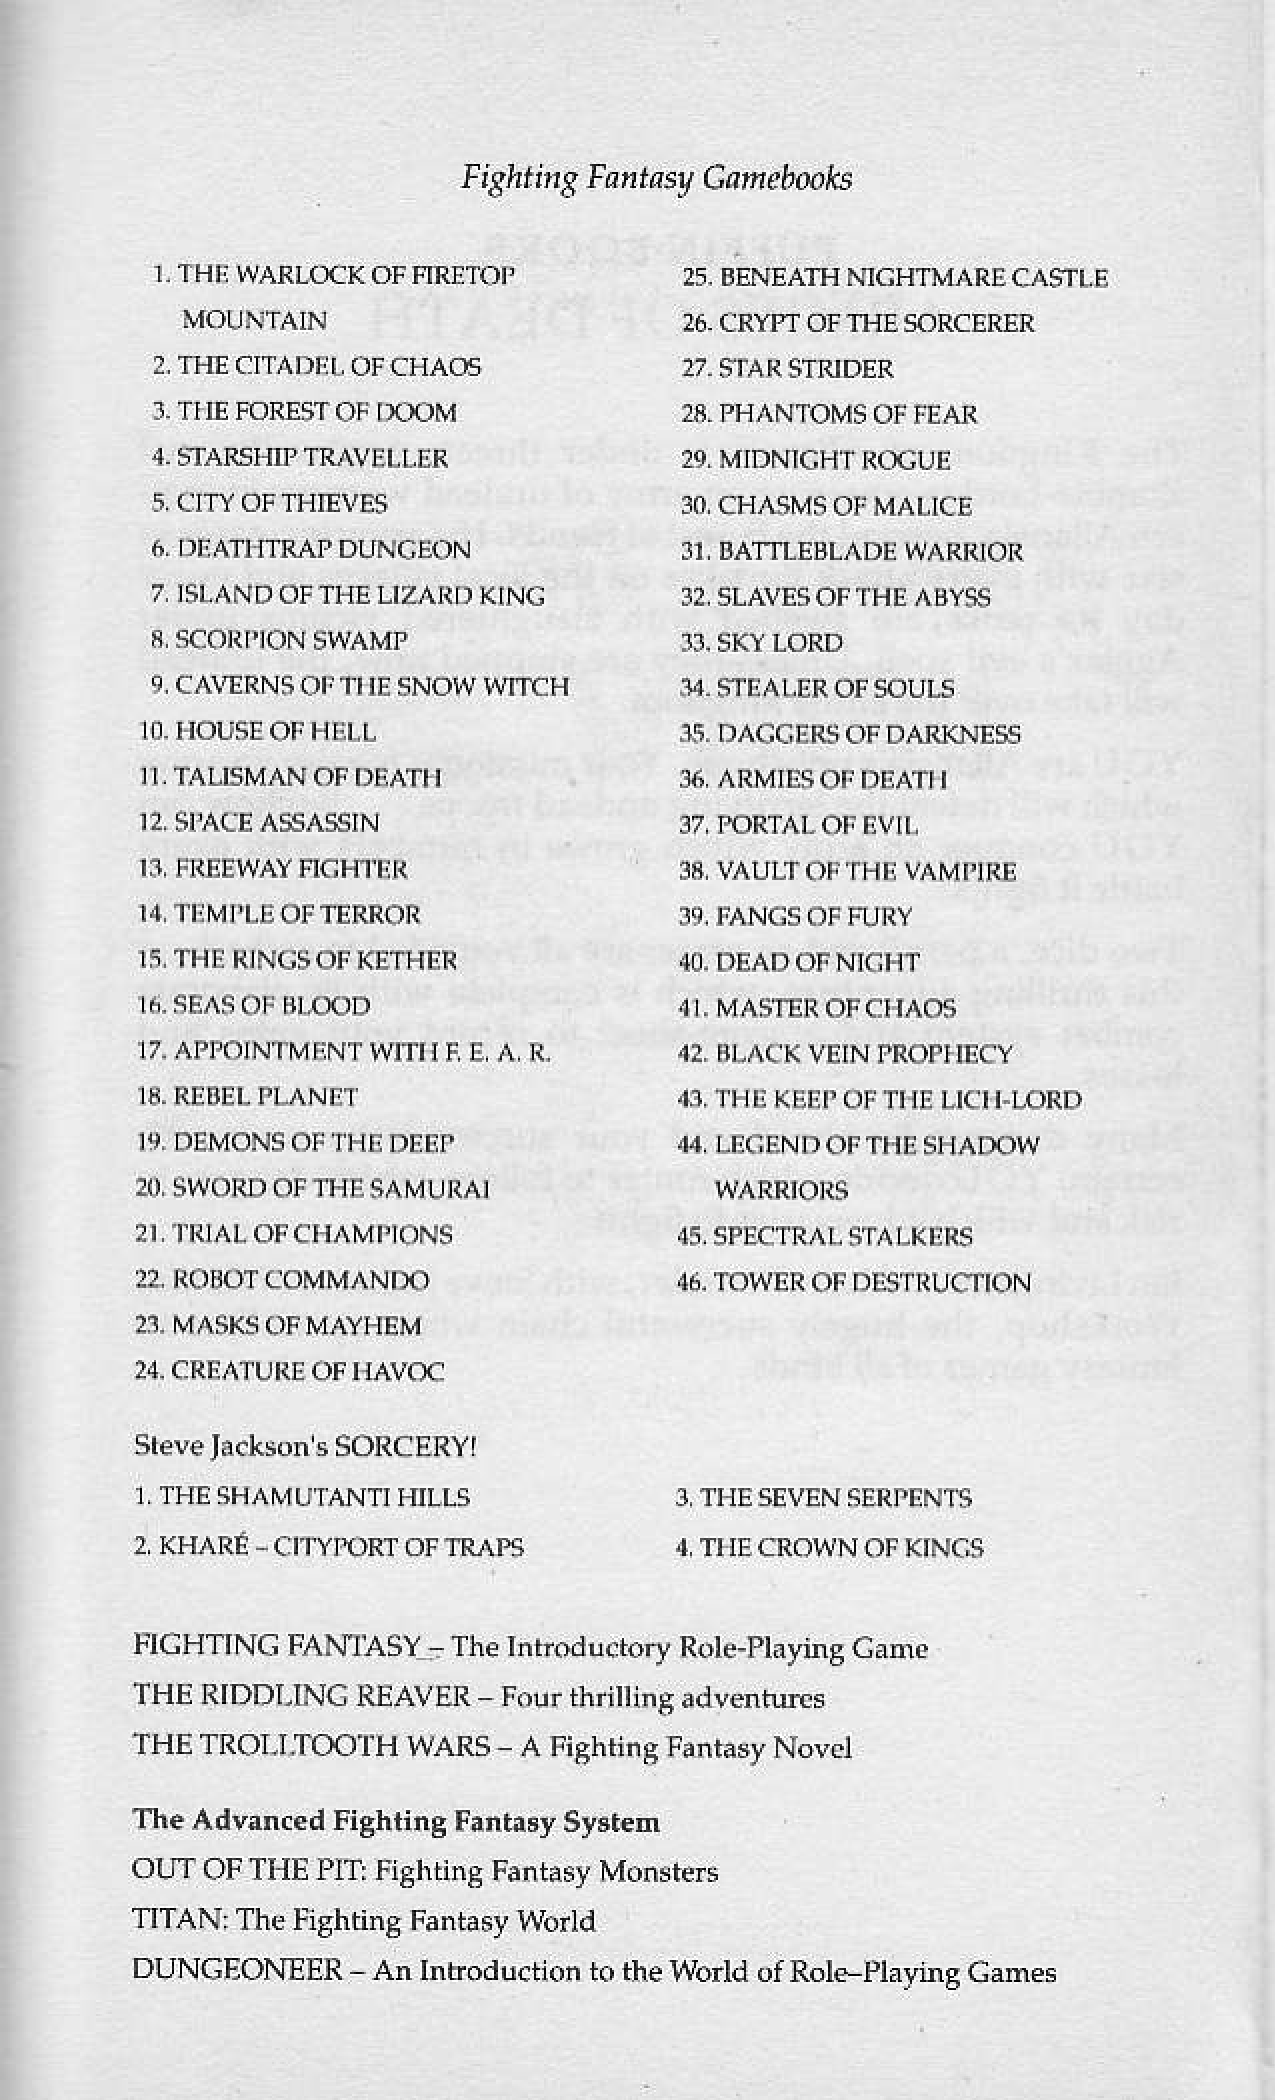 Fighting Fantasy Gamebooks
1. THE WARLOCK OF FIRETOP
MOUNTAIN
2. THE CITADEL OF CHAOS
3. THE FOREST OF DOOM
4. STARSHIP TRAVELLER
5. CITY OF THIEVES
6. DEATHTRAP DUNGEON
7. ISLAND OF THE LIZARD KING
8. SCORPION SWAMP
9. CAVERNS OF THE SNOW WITCH
10. HOUSE OF HELL
11. TALISMAN OF DEATH
12. SPACE ASSASSIN
13. FREEWAY FIGHTER
14. TEMPLE OF TERROR
15. THE RINGS OF KETHER
16. SEAS OF BLOOD
17. APPOINTMENT WITH F. E. A. R.
18. REBEL PLANET
19. DEMONS OF THE DEEP
20. SWORD OF THE SAMURAI
21. TRIAL OF CHAMPIONS
22. ROBOT COMMANDO
23. MASKS OF MAYHEM
24. CREATURE OF HAVOC
25. BENEATH NIGHTMARE CASTLE
26. CRYPT OF THE SORCERER
27. STAR STRIDER
28. PHANTOMS OF FEAR
29. MIDNIGHT ROGUE
30. CHASMS OF MALICE
31. BATTLEBLADE WARRIOR
32. SLAVES OF THE ABYSS
33. SKY LORD
34. STEALER OF SOULS
35. DAGGERS OF DARKNESS
36. ARMIES OF DEATH
37. PORTAL OF EVIL
38. VAULT OF THE VAMPIRE
39. FANGS OF FURY
40. DEAD OF NIGHT
41. MASTER OF CHAOS
42. BLACK VEIN PROPHECY
43. THE KEEP OF THE LICH-LORD
44. LEGEND OF THE SHADOW
WARRIORS
45. SPECTRAL STALKERS
46. TOWER OF DESTRUCTION
Steve Jackson's SORCERY!
1. THE SHAMUTANTI HILLS
2. KHARÉ – CITYPORT OF TRAPS
3. THE SEVEN SERPENTS
4. THE CROWN OF KINGS
FIGHTING FANTASY – The Introductory Role-Playing Game
THE RIDDLING REAVER – Four thrilling adventures
THE TROLLTOOTH WARS – A Fighting Fantasy Novel
The Advanced Fighting Fantasy System
OUT OF THE PIT: Fighting Fantasy Monsters
TITAN: The Fighting Fantasy World
DUNGEONEER – An Introduction to the World of Role–Playing Games